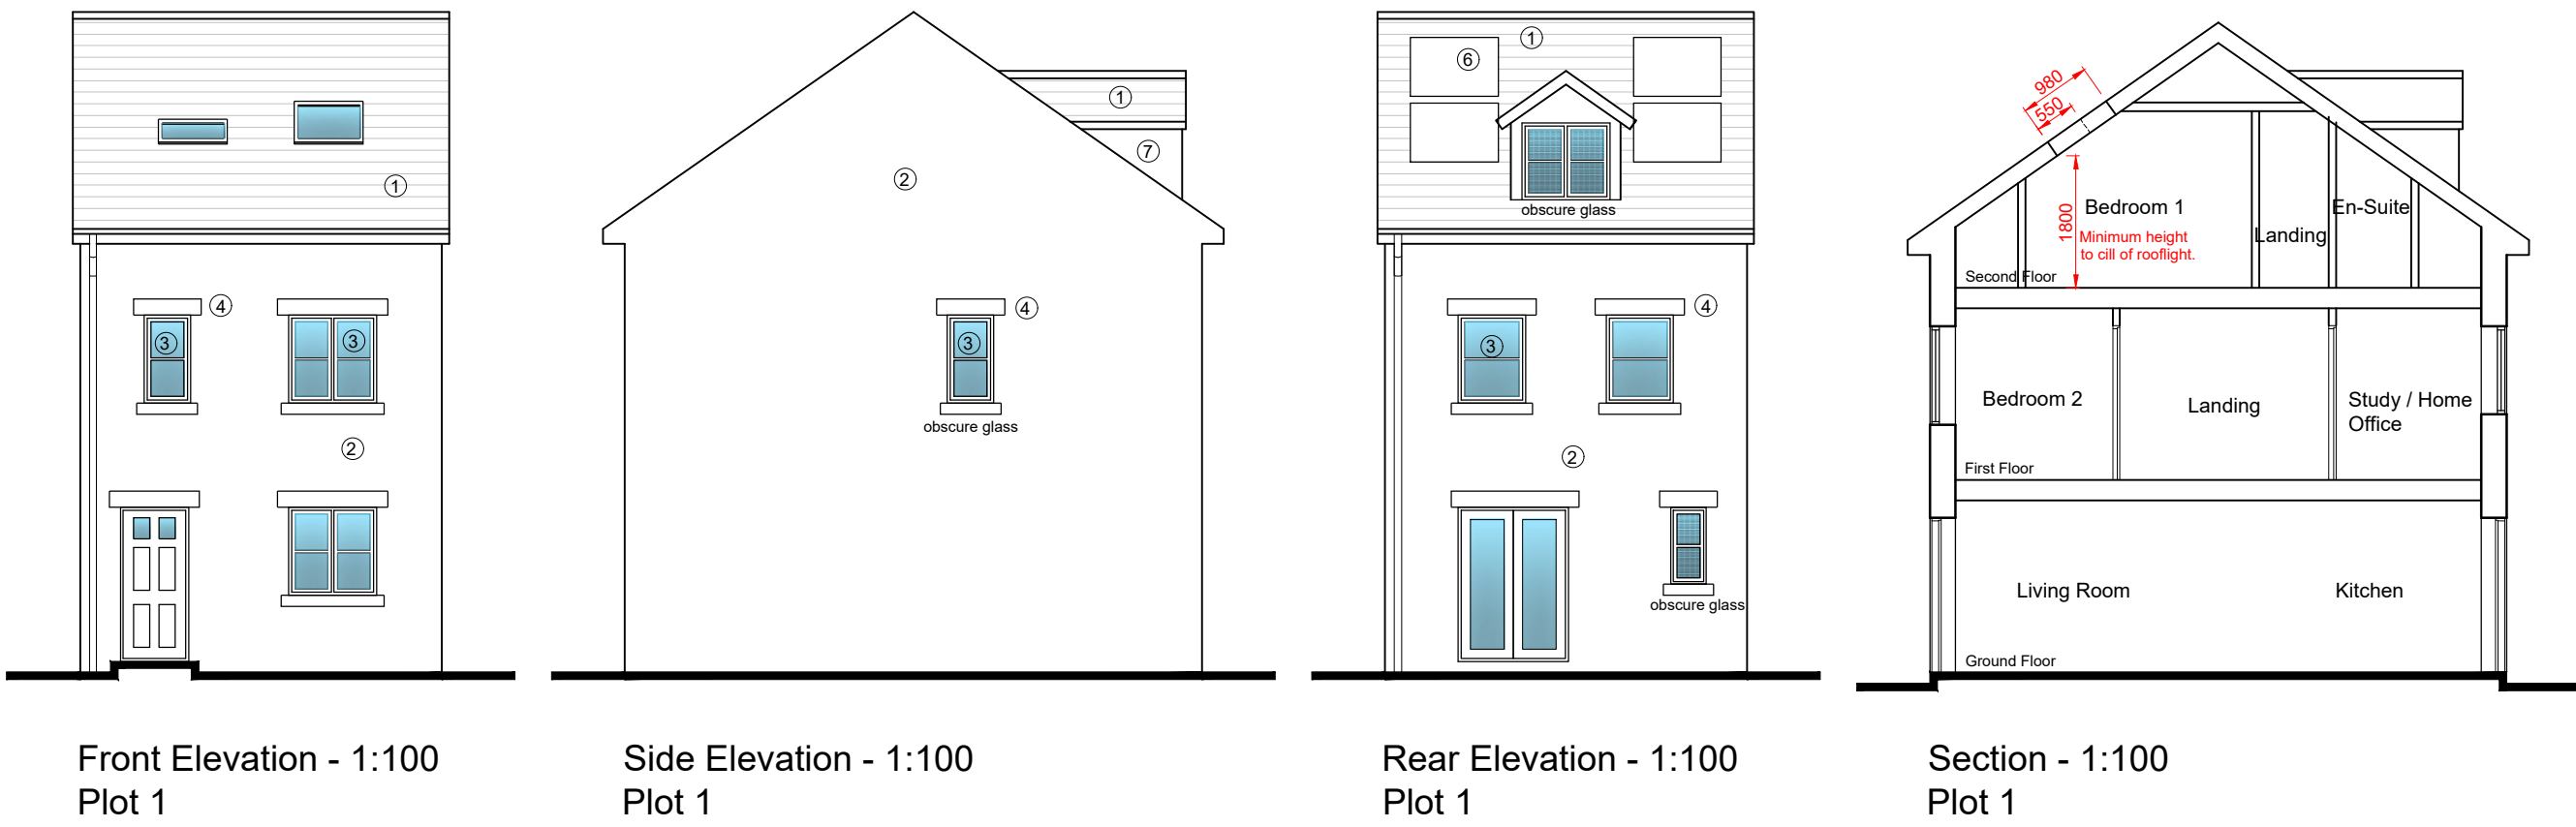 1
4
3
3
2
Front Elevation - 1:100
Plot 1
1
7
2
4
3
obscure glass
Side Elevation - 1:100
Plot 1
1
6
obscure glass
4
3
2
obscure glass
Rear Elevation - 1:100
Plot 1
980
550
1800
Bedroom 1
Minimum height
to cill of rooflight.
Landing
En-Suite
Second Floor
Bedroom 2
Landing
Study / Home
Office
First Floor
Living Room
Kitchen
Ground Floor
Section - 1:100
Plot 1